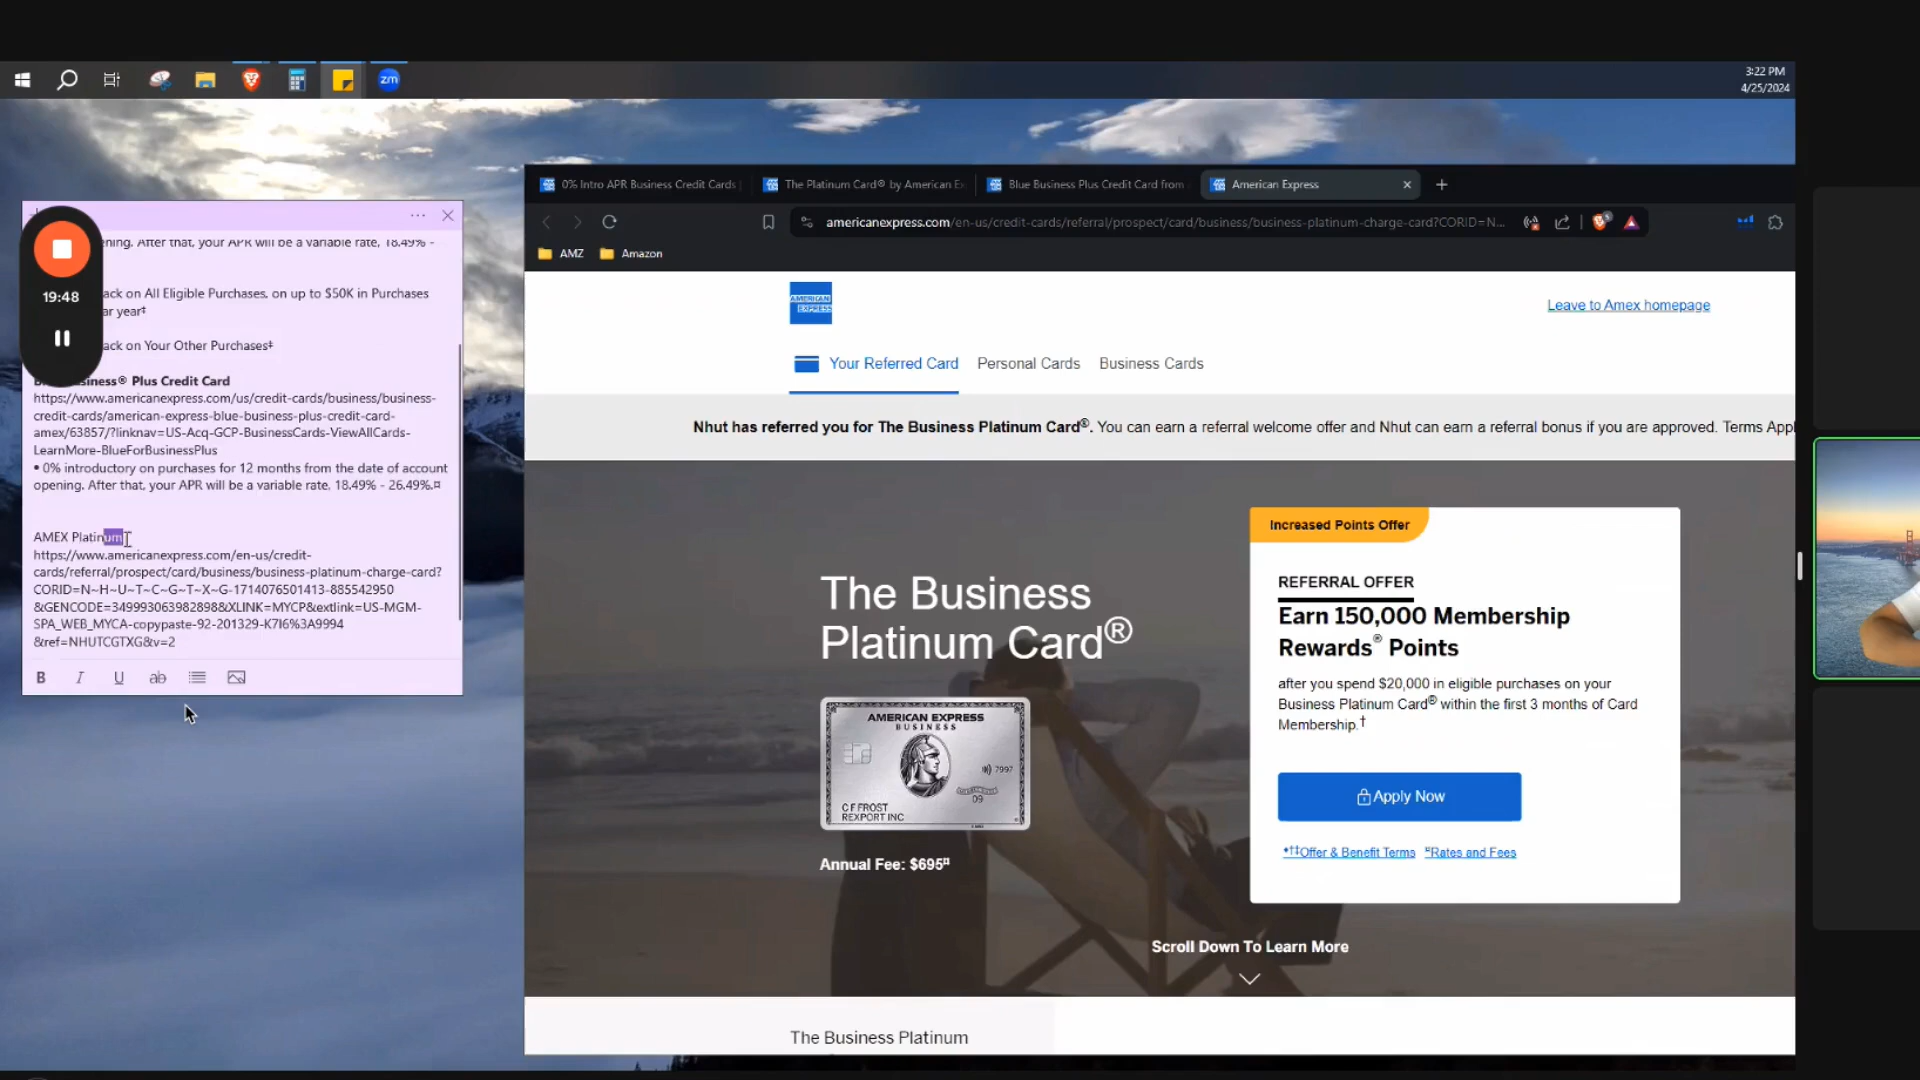 zm
3:22 PM
4/25/2024
0% Intro APR Business Credit Cards
The Platinum Card® by American Ex
Blue Business Plus Credit Card from
American Express
americanexpress.com/en-us/credit-cards/referral/prospect/card/business/business-platinum-charge-card?CORID=N...
AMZ
Amazon
19:48
ening. After that, your APR will be a variable rate, 18.49% -
ack on All Eligible Purchases, on up to $50K in Purchases
ar year‡
ack on Your Other Purchases‡
siness® Plus Credit Card
https://www.americanexpress.com/us/credit-cards/business/business-
credit-cards/american-express-blue-business-plus-credit-card-
amex/63857/?linknav=US-Acq-GCP-BusinessCards-ViewAllCards-
LearnMore-BlueForBusinessPlus
• 0% introductory on purchases for 12 months from the date of account
opening. After that, your APR will be a variable rate, 18.49% - 26.49%.¤
AMEX Platinum
https://www.americanexpress.com/en-us/credit-
cards/referral/prospect/card/business/business-platinum-charge-card?
CORID=N~H~U~T~C~G~T~X~G-1714076501413-885542950
&GENCODE=349993063982898&XLINK=MYCP&extlink=US-MGM-
SPA_WEB_MYCA-copypaste-92-201329-K7I6%3A9994
&ref=NHUTCGTXG&v=2
B I U ab
AMERICAN
EXPRESS
Leave to Amex homepage
Your Referred Card
Personal Cards
Business Cards
Nhut has referred you for The Business Platinum Card®. You can earn a referral welcome offer and Nhut can earn a referral bonus if you are approved. Terms Appl
The Business
Platinum Card®
AMERICAN EXPRESS
BUSINESS
7997
09
C F FROST
REXPORT INC
Annual Fee: $695¤
Increased Points Offer
REFERRAL OFFER
Earn 150,000 Membership
Rewards® Points
after you spend $20,000 in eligible purchases on your
Business Platinum Card® within the first 3 months of Card
Membership.†
Apply Now
♦†‡Offer & Benefit Terms
¤Rates and Fees
Scroll Down To Learn More
The Business Platinum